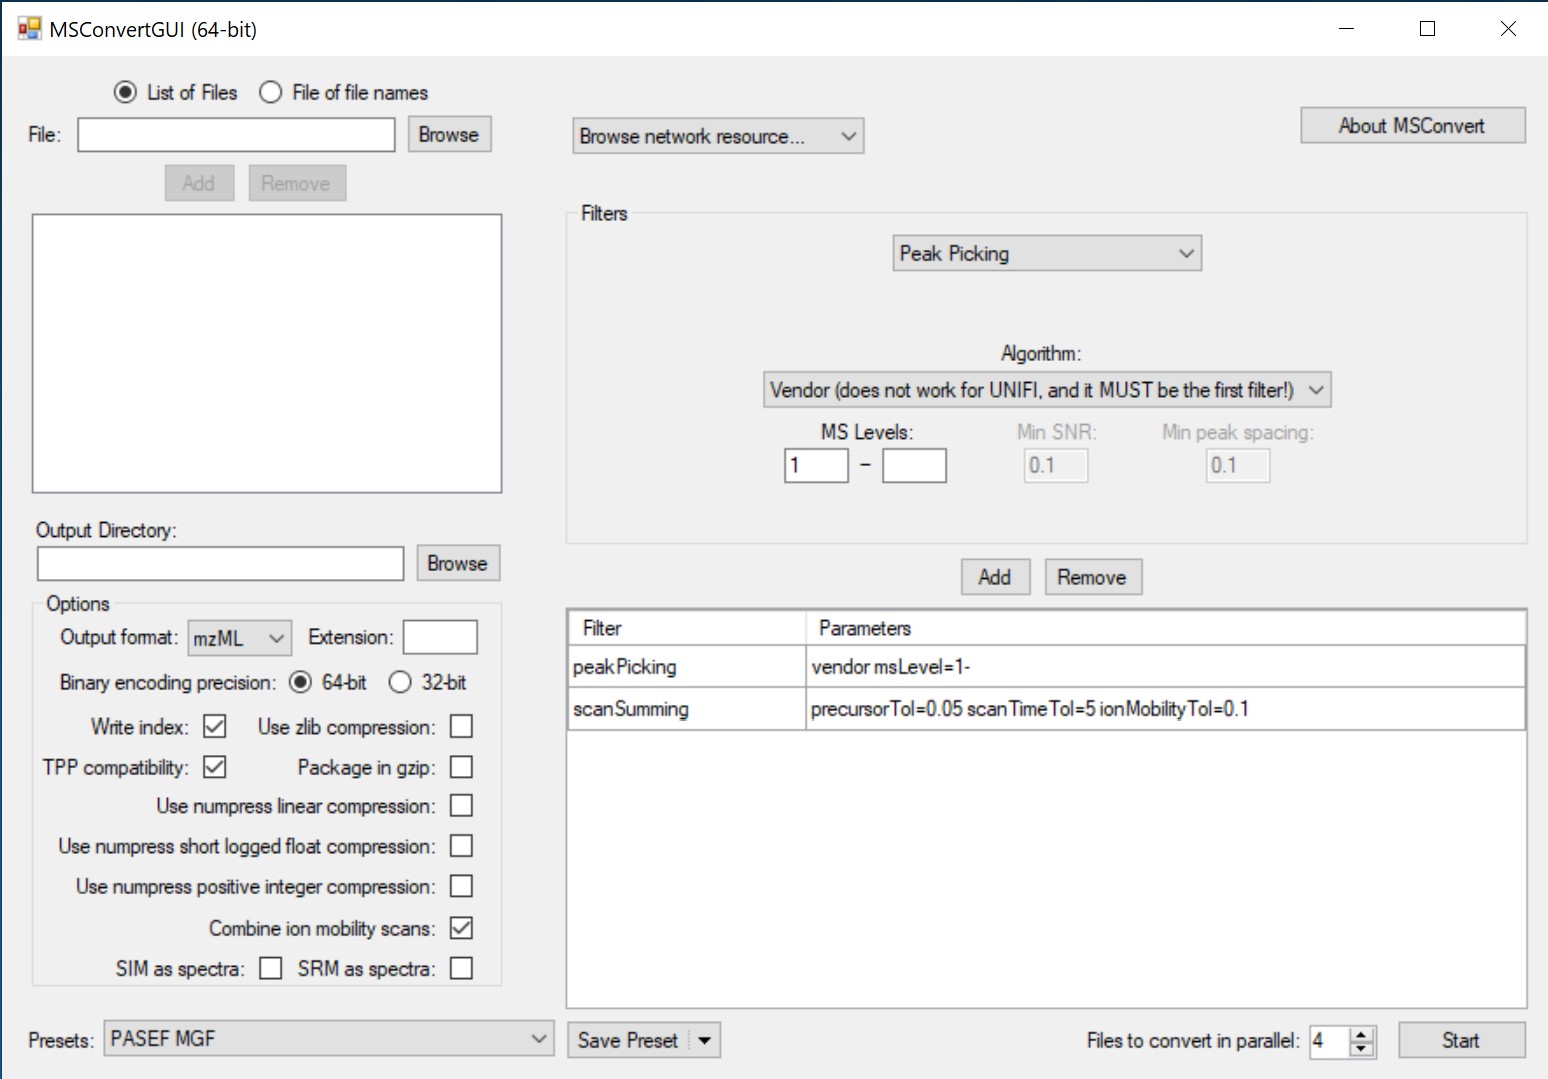 MSConvertGUI (64-bit)
List of Files File of file names
File: Browse Browse network resource... About MSConvert
Add Remove
Filters
Peak Picking
Algorithm:
Vendor (does not work for UNIFI, and it MUST be the first filter!)
MS Levels: Min SNR: Min peak spacing:
1 - 0.1 0.1
Output Directory:
Browse
Add Remove
Options
Output format: mzML Extension:
Binary encoding precision: 64-bit 32-bit
Write index: Use zlib compression:
TPP compatibility: Package in gzip:
Use numpress linear compression:
Use numpress short logged float compression:
Use numpress positive integer compression:
Combine ion mobility scans:
SIM as spectra: SRM as spectra:
Filter Parameters
peakPicking vendor msLevel=1-
scanSumming precursorTol=0.05 scanTimeTol=5 ionMobilityTol=0.1
Presets: PASEF MGF Save Preset Files to convert in parallel: 4 Start